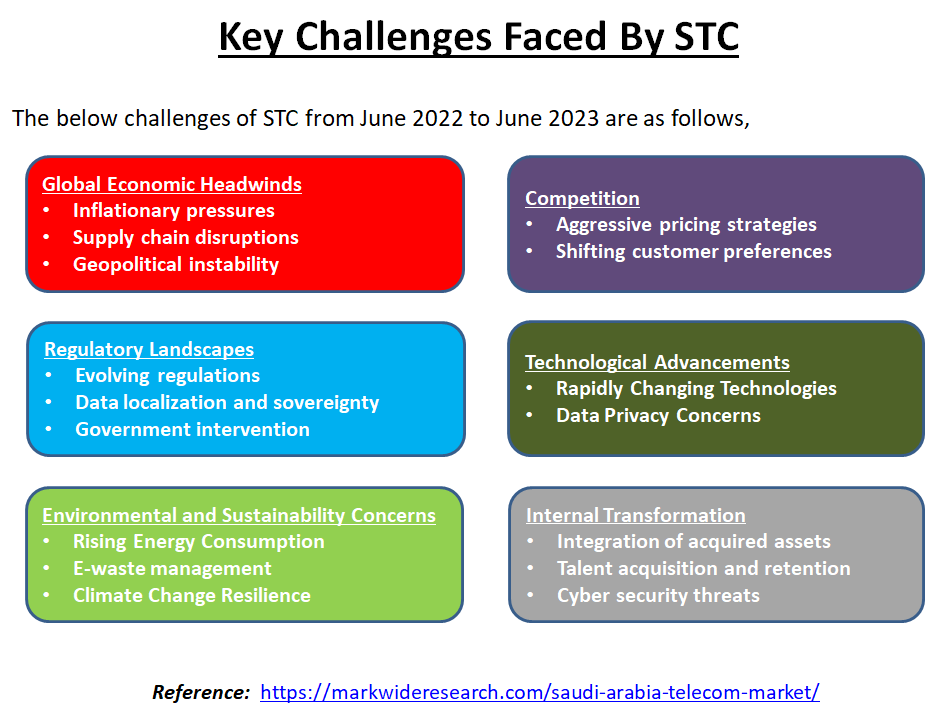 Key Challenges Faced By STC
The below challenges of STC from June 2022 to June 2023 are as follows,
Global Economic Headwinds
• Inflationary pressures
• Supply chain disruptions
• Geopolitical instability
Competition
• Aggressive pricing strategies
• Shifting customer preferences
Regulatory Landscapes
• Evolving regulations
• Data localization and sovereignty
• Government intervention
Technological Advancements
• Rapidly Changing Technologies
• Data Privacy Concerns
Environmental and Sustainability Concerns
• Rising Energy Consumption
• E-waste management
• Climate Change Resilience
Internal Transformation
• Integration of acquired assets
• Talent acquisition and retention
• Cyber security threats
Reference: https://markwideresearch.com/saudi-arabia-telecom-market/